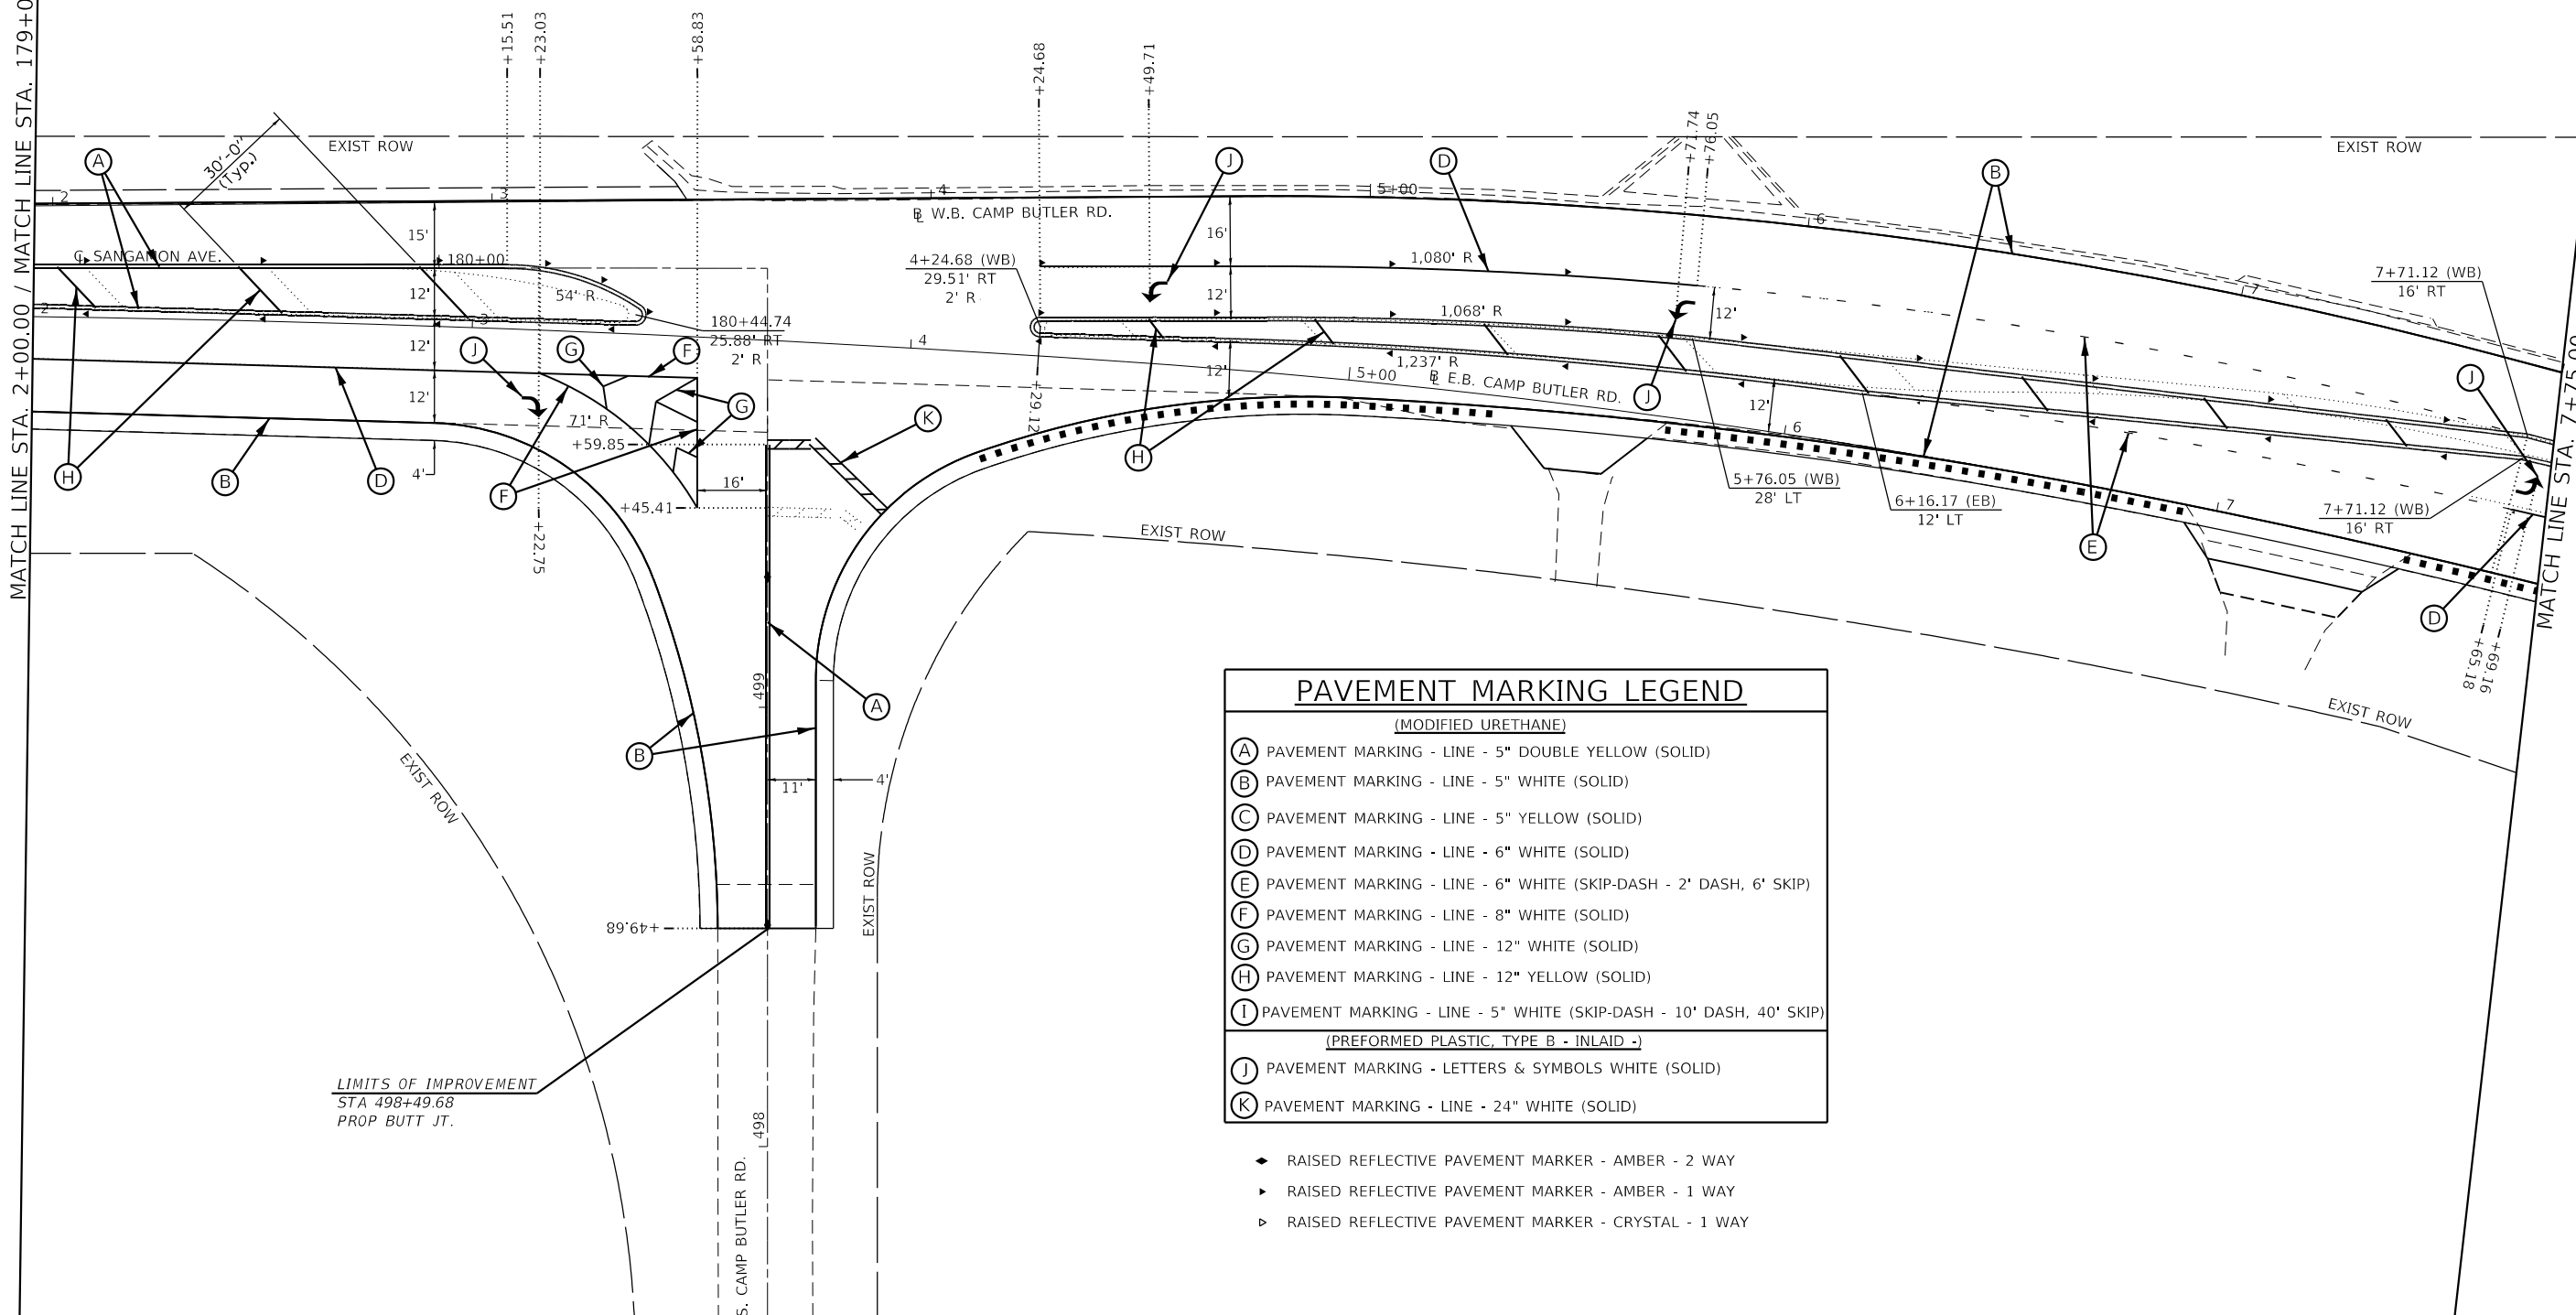 MATCH LINE STA. 2+00.00 / MATCH LINE STA. 179+0
+15.51
+23.03
+58.83
+24.68
+49.71
+71.74
+76.05
EXIST ROW
EXIST ROW
30'-0"
(Typ.)
A
J
D
B
2
3
4
5+00
6
7
℄ W.B. CAMP BUTLER RD.
15'
16'
℄ SANGAMON AVE.
180+00
4+24.68 (WB)
29.51' RT
2' R
1,080' R
7+71.12 (WB)
16' RT
12'
54' R
12'
1,068' R
12'
2
3
180+44.74
25.88' RT
2' R
4
12'
J
G
F
12'
1,237' R
5+00
℄ E.B. CAMP BUTLER RD.
J
J
12'
G
12'
71' R
+59.85
K
+29.12
6
H
B
D
4'
F
16'
H
5+76.05 (WB)
28' LT
6+16.17 (EB)
12' LT
7
7+71.12 (WB)
16' RT
+45.41
+22.75
EXIST ROW
E
D
MATCH LINE STA. 7+75.00
+65.18
+69.16
499
A
B
EXIST ROW
EXIST ROW
11'
4'
EXIST ROW
+49.68
LIMITS OF IMPROVEMENT
STA 498+49.68
PROP BUTT JT.
498
S. CAMP BUTLER RD.
PAVEMENT MARKING LEGEND
(MODIFIED URETHANE)
A PAVEMENT MARKING - LINE - 5" DOUBLE YELLOW (SOLID)
B PAVEMENT MARKING - LINE - 5" WHITE (SOLID)
C PAVEMENT MARKING - LINE - 5" YELLOW (SOLID)
D PAVEMENT MARKING - LINE - 6" WHITE (SOLID)
E PAVEMENT MARKING - LINE - 6" WHITE (SKIP-DASH - 2' DASH, 6' SKIP)
F PAVEMENT MARKING - LINE - 8" WHITE (SOLID)
G PAVEMENT MARKING - LINE - 12" WHITE (SOLID)
H PAVEMENT MARKING - LINE - 12" YELLOW (SOLID)
I PAVEMENT MARKING - LINE - 5" WHITE (SKIP-DASH - 10' DASH, 40' SKIP)
(PREFORMED PLASTIC, TYPE B - INLAID -)
J PAVEMENT MARKING - LETTERS & SYMBOLS WHITE (SOLID)
K PAVEMENT MARKING - LINE - 24" WHITE (SOLID)
RAISED REFLECTIVE PAVEMENT MARKER - AMBER - 2 WAY
RAISED REFLECTIVE PAVEMENT MARKER - AMBER - 1 WAY
RAISED REFLECTIVE PAVEMENT MARKER - CRYSTAL - 1 WAY